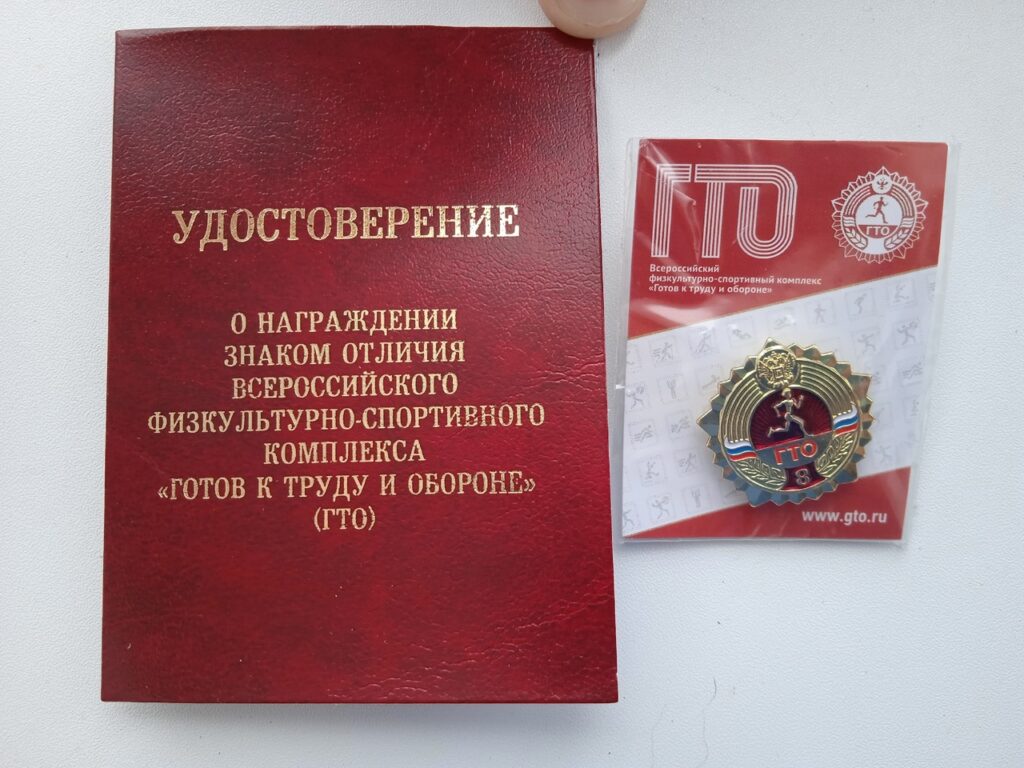 УДОСТОВЕРЕНИЕ
О НАГРАЖДЕНИИ
ЗНАКОМ ОТЛИЧИЯ
ВСЕРОССИЙСКОГО
ФИЗКУЛЬТУРНО-СПОРТИВНОГО
КОМПЛЕКСА
«ГОТОВ К ТРУДУ И ОБОРОНЕ»
(ГТО)
ГТО
ГТО
Всероссийский
физкультурно-спортивный комплекс
«Готов к труду и обороне»
ГТО
8
www.gto.ru